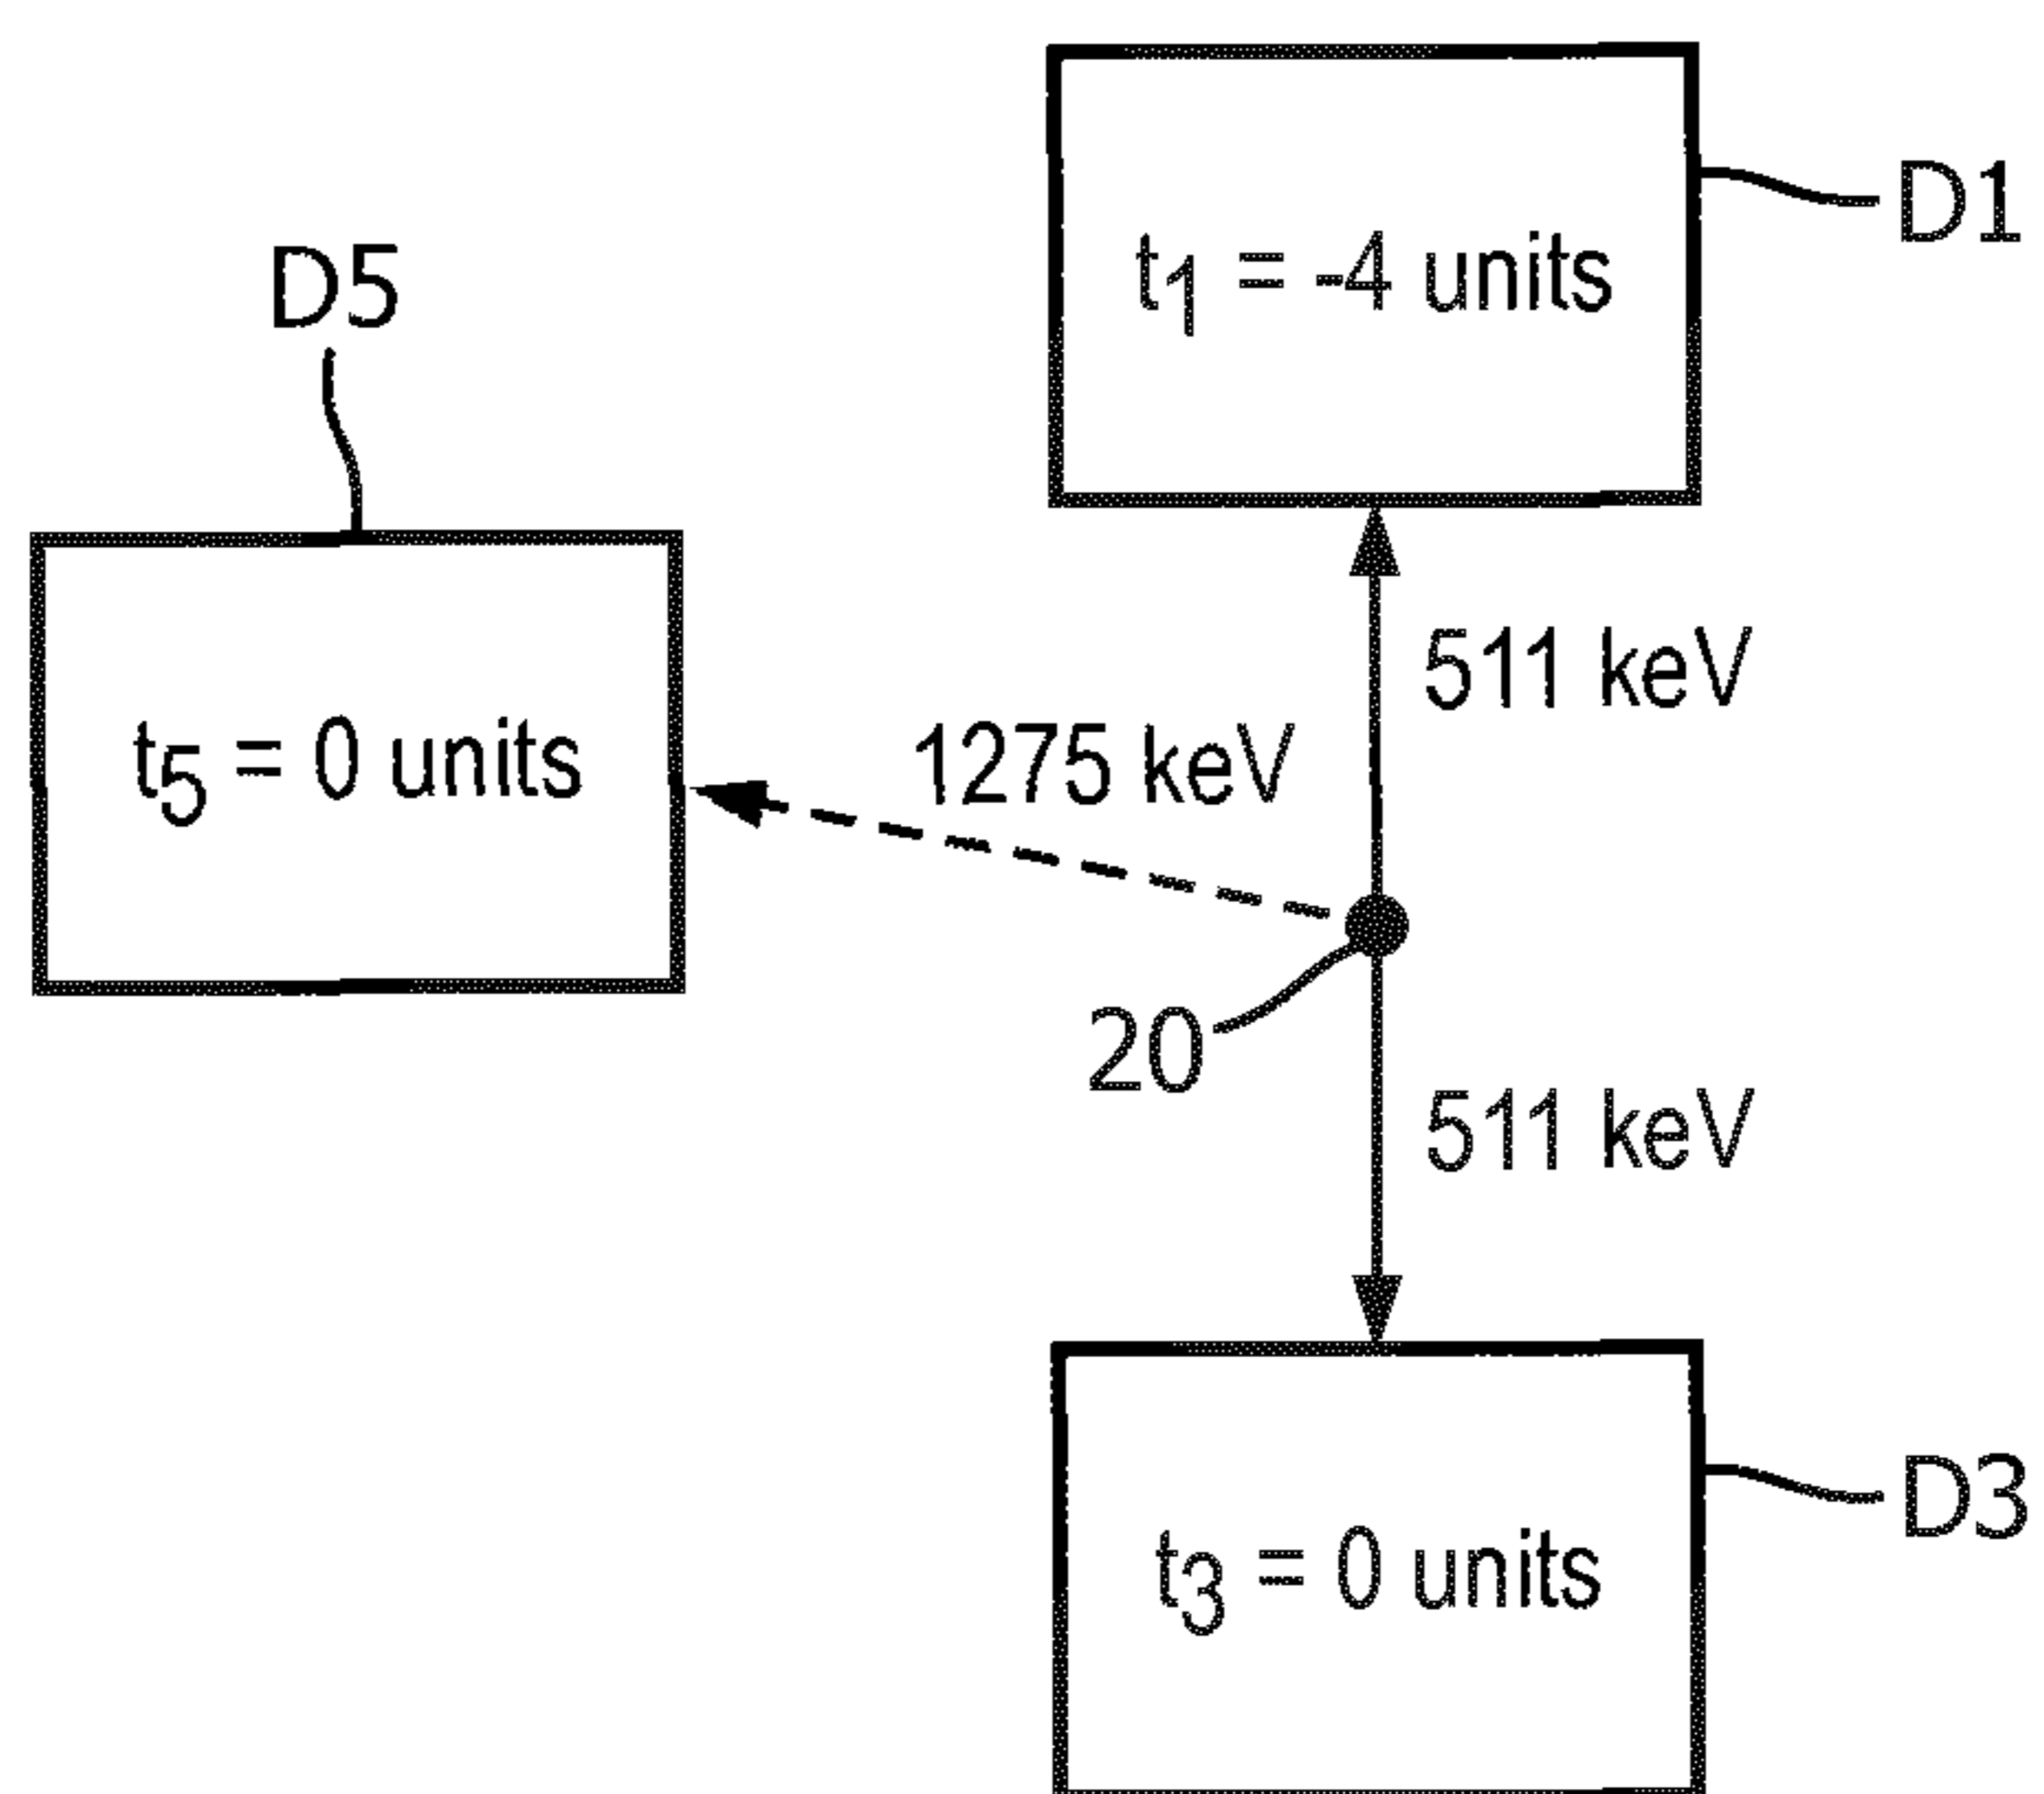 D1
t1 = -4 units
D5
511 keV
1275 keV
t5 = 0 units
20
511 keV
D3
t3 = 0 units